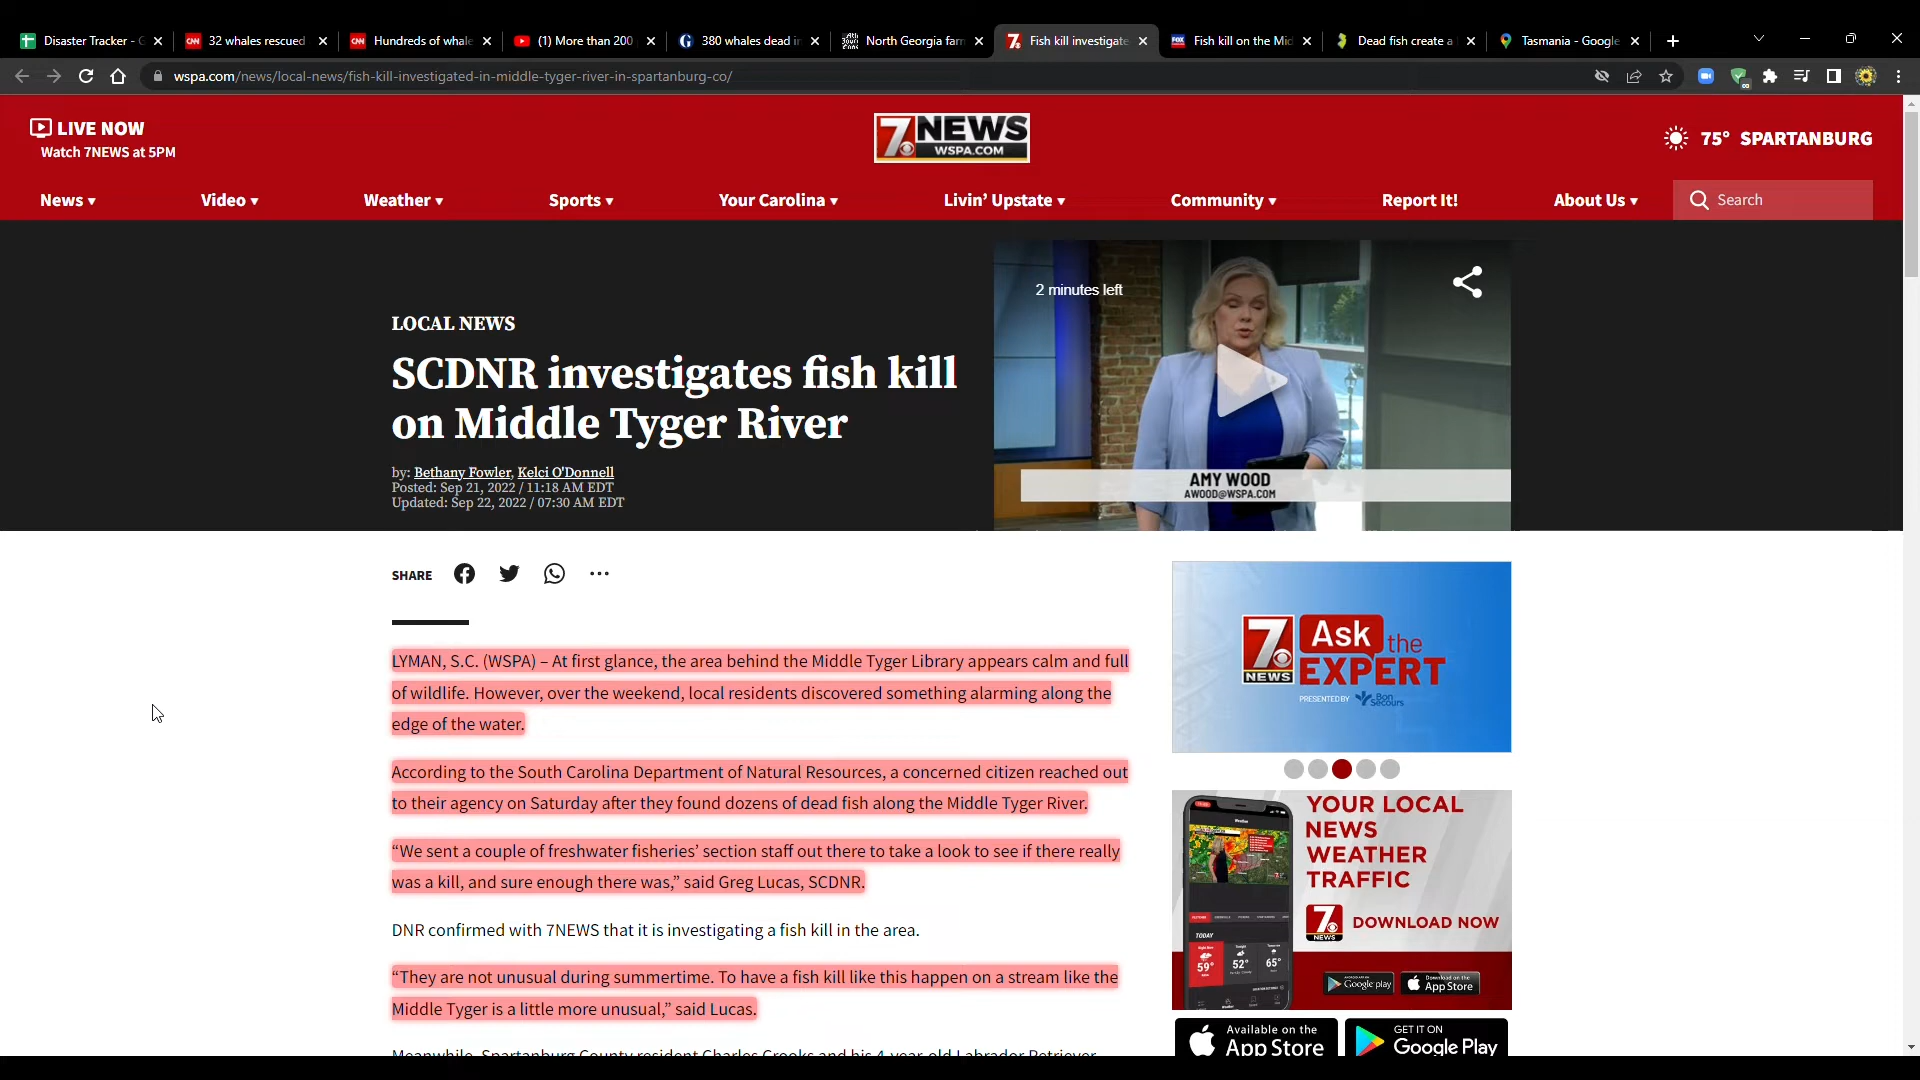 Disaster Tracker - G
32 whales rescued
Hundreds of whale
(1) More than 200
380 whales dead in
North Georgia farm
Fish kill investigate
Fish kill on the Mid
Dead fish create a
Tasmania - Google
wspa.com/news/local-news/fish-kill-investigated-in-middle-tyger-river-in-spartanburg-co/
LIVE NOW
Watch 7NEWS at 5PM
7NEWS
WSPA.COM
75° SPARTANBURG
News
Video
Weather
Sports
Your Carolina
Livin' Upstate
Community
Report It!
About Us
Search
2 minutes left
LOCAL NEWS
SCDNR investigates fish kill
on Middle Tyger River
by: Bethany Fowler, Kelci O'Donnell
Posted: Sep 21, 2022 / 11:18 AM EDT
Updated: Sep 22, 2022 / 07:30 AM EDT
AMY WOOD
AWOOD@WSPA.COM
SHARE
LYMAN, S.C. (WSPA) – At first glance, the area behind the Middle Tyger Library appears calm and full
of wildlife. However, over the weekend, local residents discovered something alarming along the
edge of the water.
According to the South Carolina Department of Natural Resources, a concerned citizen reached out
to their agency on Saturday after they found dozens of dead fish along the Middle Tyger River.
“We sent a couple of freshwater fisheries’ section staff out there to take a look to see if there really
was a kill, and sure enough there was,” said Greg Lucas, SCDNR.
DNR confirmed with 7NEWS that it is investigating a fish kill in the area.
“They are not unusual during summertime. To have a fish kill like this happen on a stream like the
Middle Tyger is a little more unusual,” said Lucas.
Meanwhile, Spartanburg County resident Charles Crooks and his 4-year-old Labrador Retriever
7 NEWS
Ask the
EXPERT
PRESENTED BY Bon Secours
YOUR LOCAL
NEWS
WEATHER
TRAFFIC
7 NEWS DOWNLOAD NOW
TODAY
59° 52° 65°
Google play
App Store
Available on the
App Store
GET IT ON
Google Play